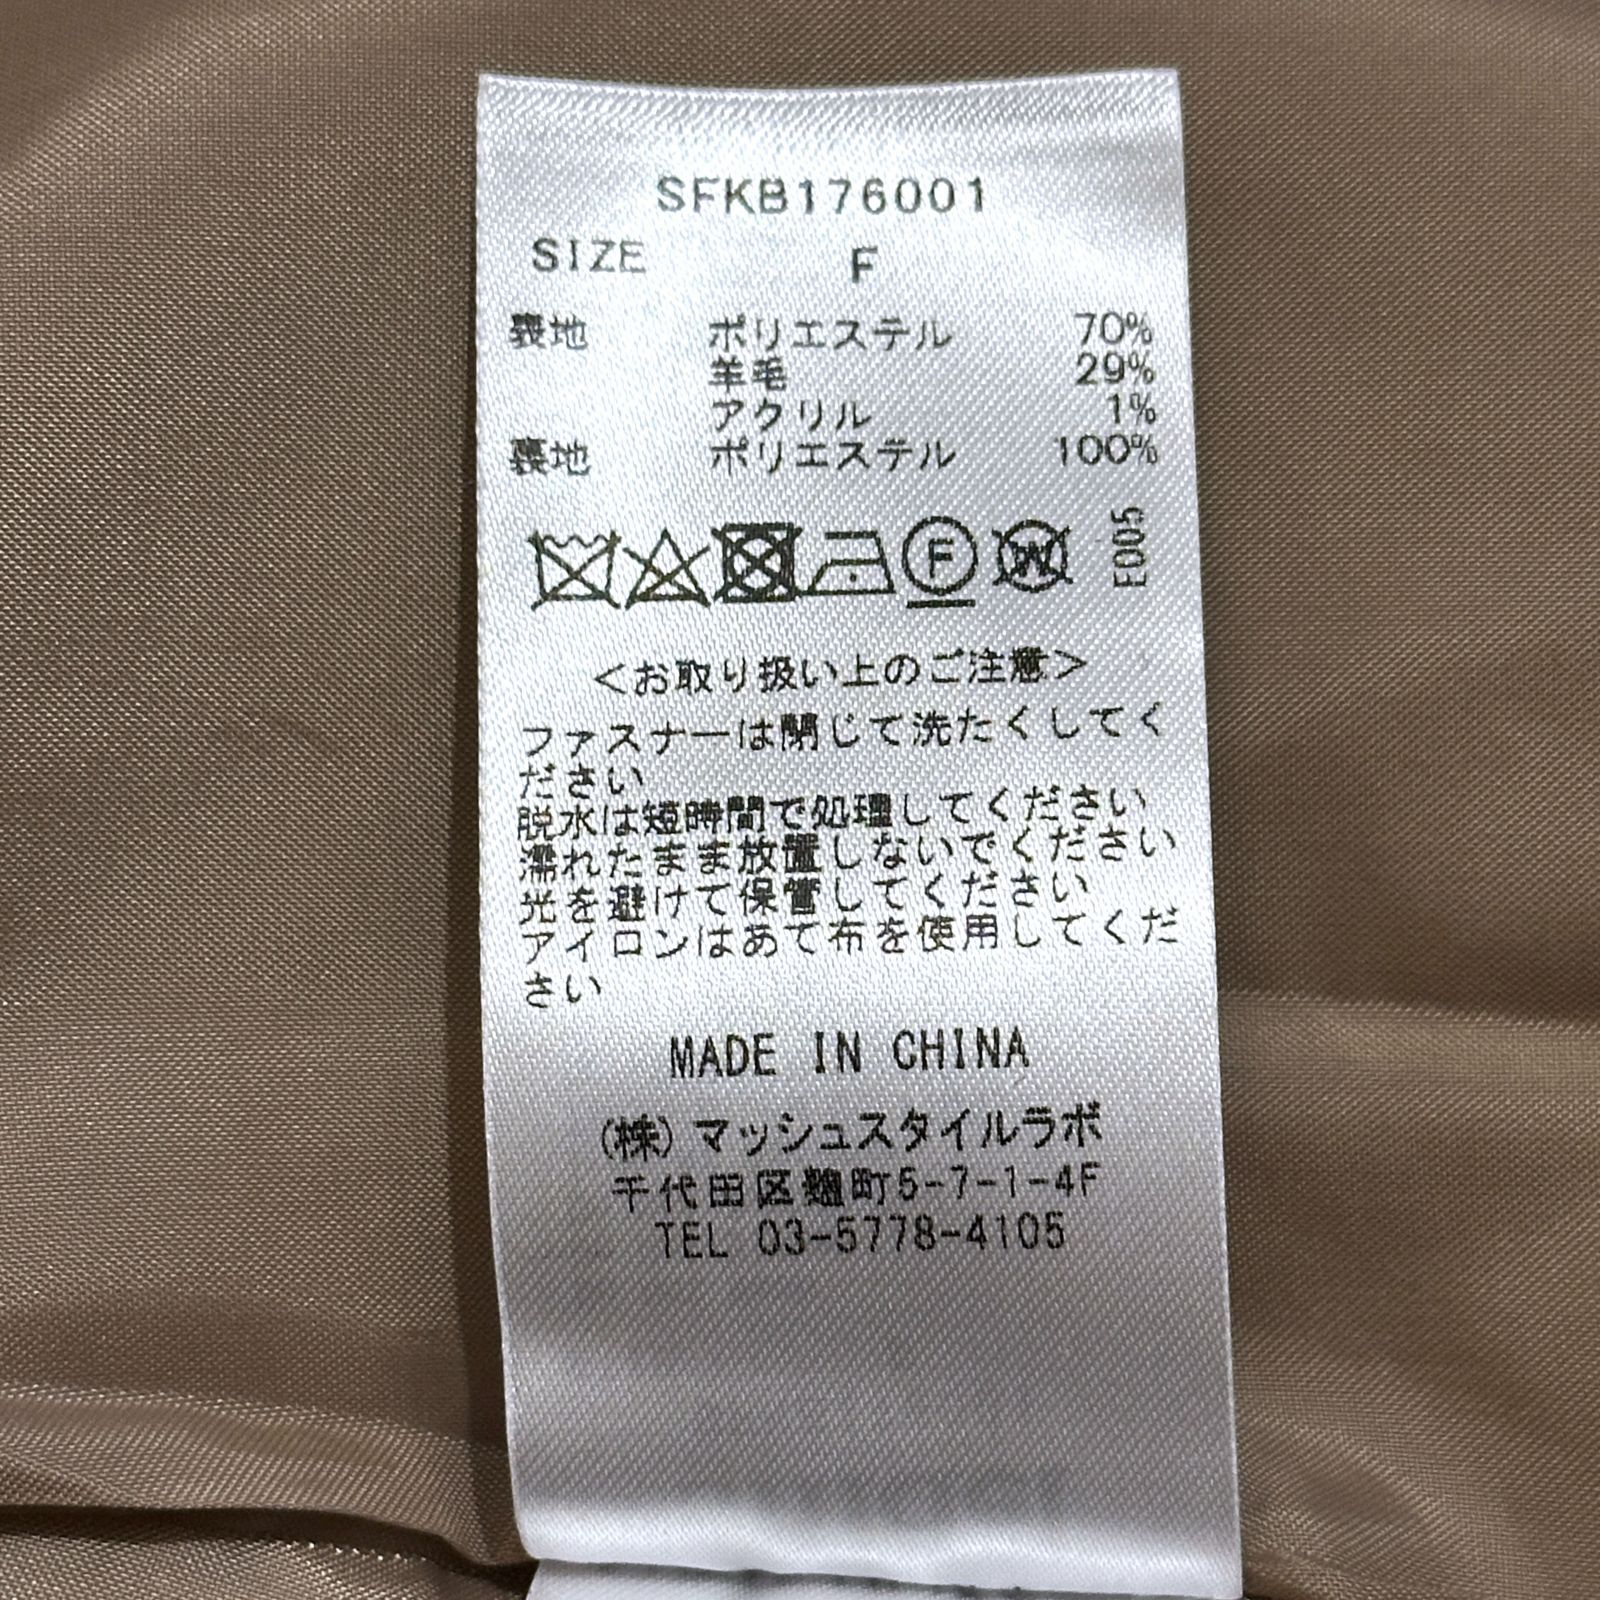 SFKB176001
SIZE F
表地 ポリエステル 70%
羊毛 29%
アクリル 1%
裏地 ポリエステル 100%
F W E005
<お取り扱い上のご注意>
ファスナーは閉じて洗たくしてく
ださい
脱水は短時間で処理してください
濡れたまま放置しないでください
光を避けて保管してください
アイロンはあて布を使用してくだ
さい
MADE IN CHINA
(株)マッシュスタイルラボ
千代田区麹町5-7-1-4F
TEL 03-5778-4105